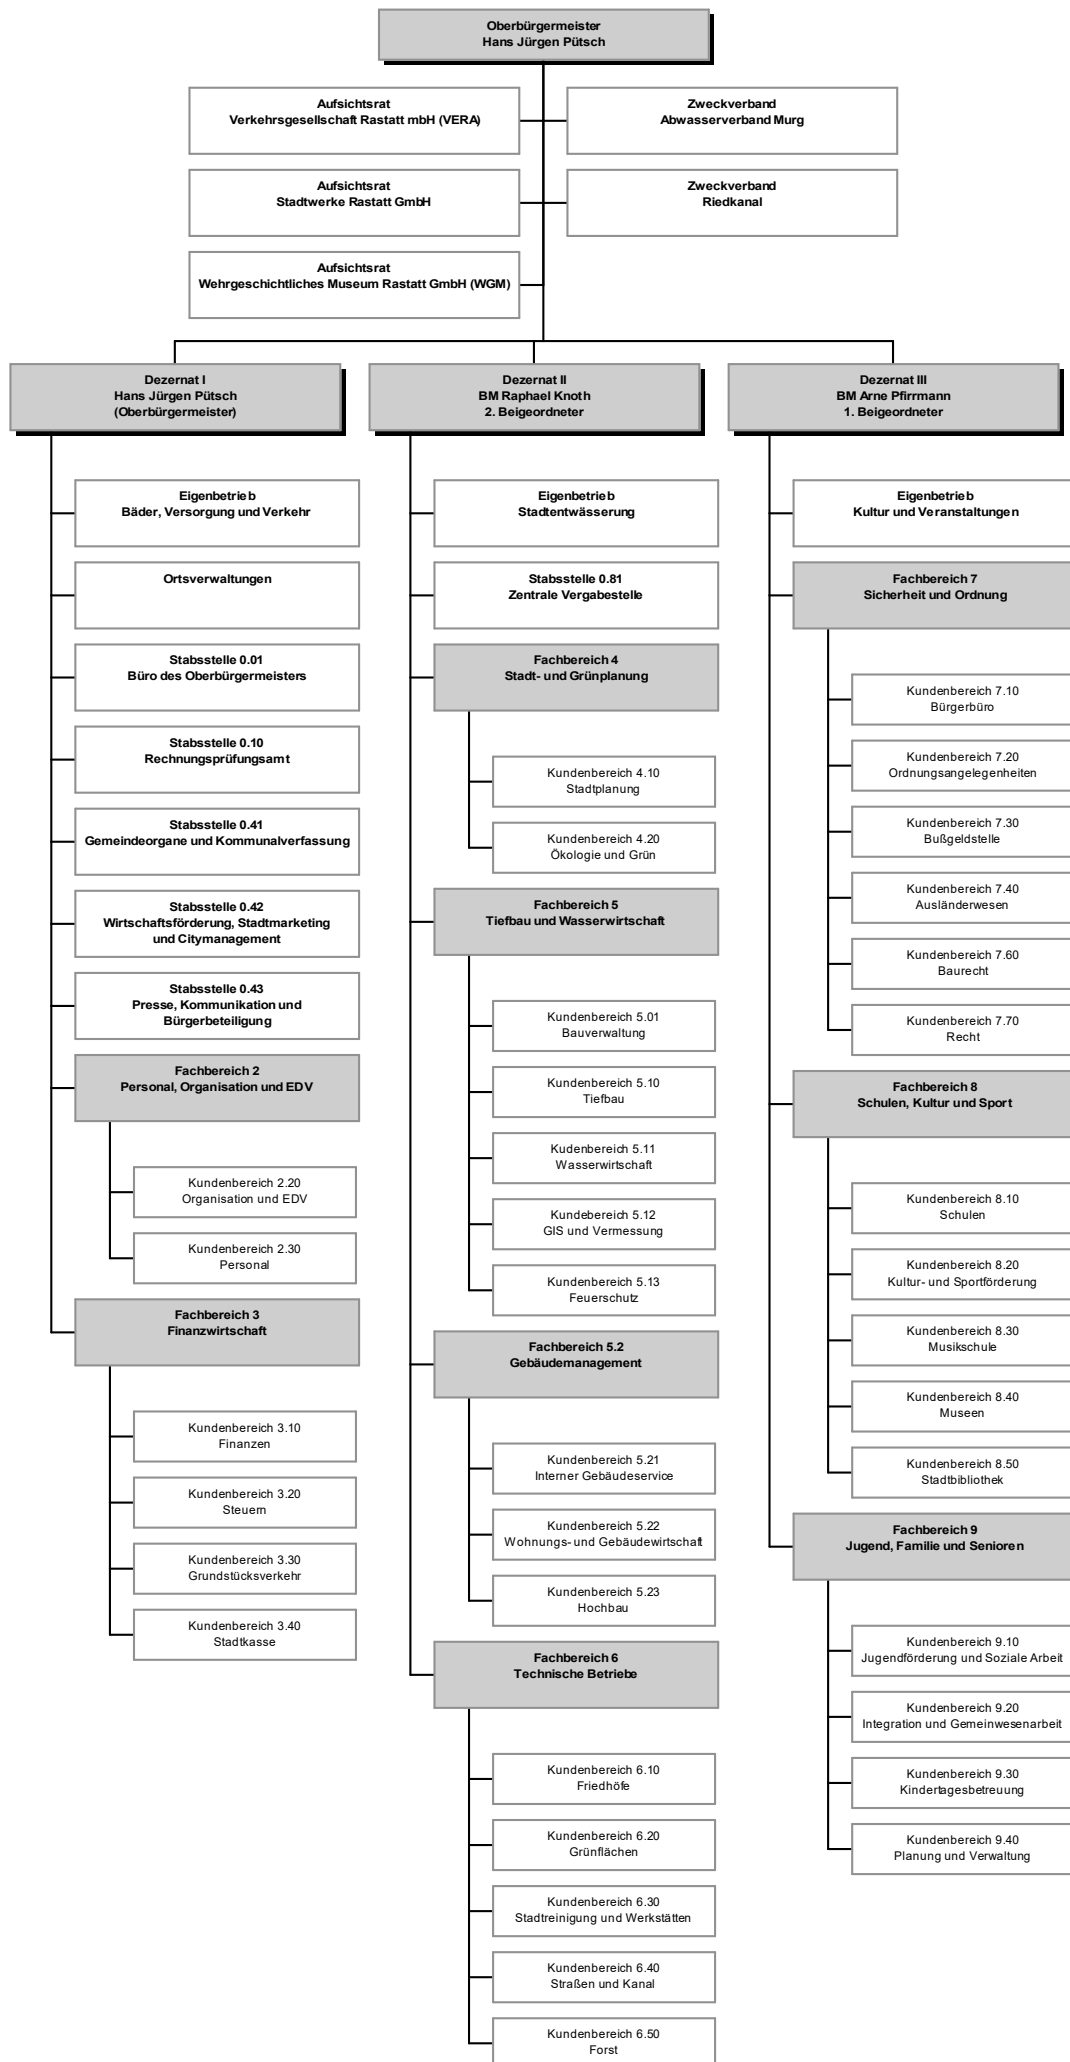 Oberbürgermeister
Hans Jürgen Pütsch
Aufsichtsrat
Verkehrsgesellschaft Rastatt mbH (VERA)
Zweckverband
Abwasserverband Murg
Aufsichtsrat
Stadtwerke Rastatt GmbH
Zweckverband
Riedkanal
Aufsichtsrat
Wehrgeschichtliches Museum Rastatt GmbH (WGM)
Dezernat I
Hans Jürgen Pütsch
(Oberbürgermeister)
Eigenbetrieb
Bäder, Versorgung und Verkehr
Ortsverwaltungen
Stabsstelle 0.01
Büro des Oberbürgermeisters
Stabsstelle 0.10
Rechnungsprüfungsamt
Stabsstelle 0.41
Gemeindeorgane und Kommunalverfassung
Stabsstelle 0.42
Wirtschaftsförderung, Stadtmarketing
und Citymanagement
Stabsstelle 0.43
Presse, Kommunikation und
Bürgerbeteiligung
Fachbereich 2
Personal, Organisation und EDV
Kundenbereich 2.20
Organisation und EDV
Kundenbereich 2.30
Personal
Fachbereich 3
Finanzwirtschaft
Kundenbereich 3.10
Finanzen
Kundenbereich 3.20
Steuern
Kundenbereich 3.30
Grundstücksverkehr
Kundenbereich 3.40
Stadtkasse
Dezernat II
BM Raphael Knoth
2. Beigeordneter
Eigenbetrieb
Stadtentwässerung
Stabsstelle 0.81
Zentrale Vergabestelle
Fachbereich 4
Stadt- und Grünplanung
Kundenbereich 4.10
Stadtplanung
Kundenbereich 4.20
Ökologie und Grün
Fachbereich 5
Tiefbau und Wasserwirtschaft
Kundenbereich 5.01
Bauverwaltung
Kundenbereich 5.10
Tiefbau
Kudenbereich 5.11
Wasserwirtschaft
Kundebereich 5.12
GIS und Vermessung
Kundenbereich 5.13
Feuerschutz
Fachbereich 5.2
Gebäudemanagement
Kundenbereich 5.21
Interner Gebäudeservice
Kundenbereich 5.22
Wohnungs- und Gebäudewirtschaft
Kundenbereich 5.23
Hochbau
Fachbereich 6
Technische Betriebe
Kundenbereich 6.10
Friedhöfe
Kundenbereich 6.20
Grünflächen
Kundenbereich 6.30
Stadtreinigung und Werkstätten
Kundenbereich 6.40
Straßen und Kanal
Kundenbereich 6.50
Forst
Dezernat III
BM Arne Pfirrmann
1. Beigeordneter
Eigenbetrieb
Kultur und Veranstaltungen
Fachbereich 7
Sicherheit und Ordnung
Kundenbereich 7.10
Bürgerbüro
Kundenbereich 7.20
Ordnungsangelegenheiten
Kundenbereich 7.30
Bußgeldstelle
Kundenbereich 7.40
Ausländerwesen
Kundenbereich 7.60
Baurecht
Kundenbereich 7.70
Recht
Fachbereich 8
Schulen, Kultur und Sport
Kundenbereich 8.10
Schulen
Kundenbereich 8.20
Kultur- und Sportförderung
Kundenbereich 8.30
Musikschule
Kundenbereich 8.40
Museen
Kundenbereich 8.50
Stadtbibliothek
Fachbereich 9
Jugend, Familie und Senioren
Kundenbereich 9.10
Jugendförderung und Soziale Arbeit
Kundenbereich 9.20
Integration und Gemeinwesenarbeit
Kundenbereich 9.30
Kindertagesbetreuung
Kundenbereich 9.40
Planung und Verwaltung